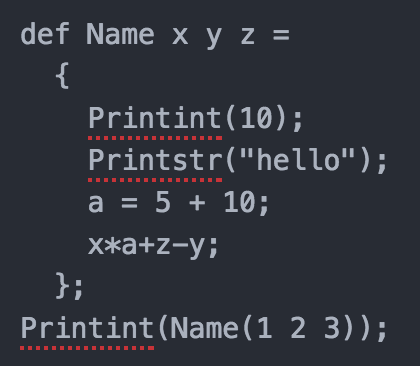 def Name x y z =
{
Printint(10);
Printstr("hello");
a = 5 + 10;
x*a+z-y;
};
Printint(Name(1 2 3));